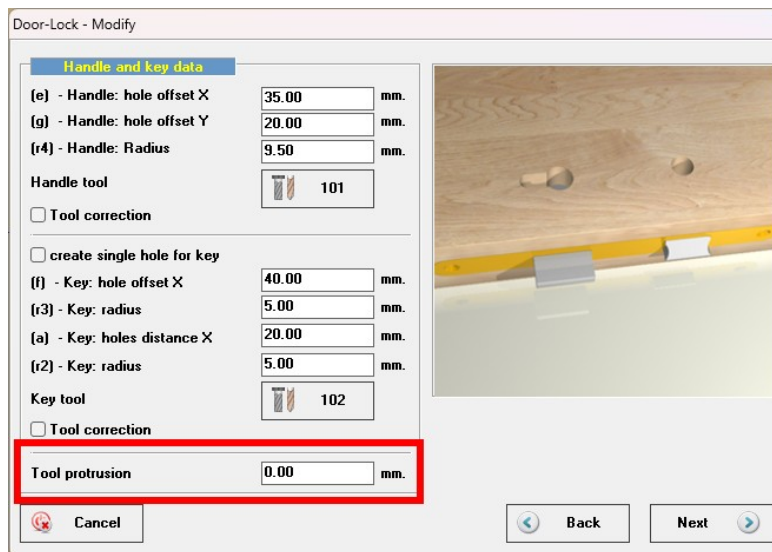 Door-Lock - Modify
Handle and key data
(e) - Handle: hole offset X 35.00 mm.
(g) - Handle: hole offset Y 20.00 mm.
(r4) - Handle: Radius 9.50 mm.
Handle tool 101
Tool correction
create single hole for key
(f) - Key: hole offset X 40.00 mm.
(r3) - Key: radius 5.00 mm.
(a) - Key: holes distance X 20.00 mm.
(r2) - Key: radius 5.00 mm.
Key tool 102
Tool correction
Tool protrusion 0.00 mm.
Cancel Back Next